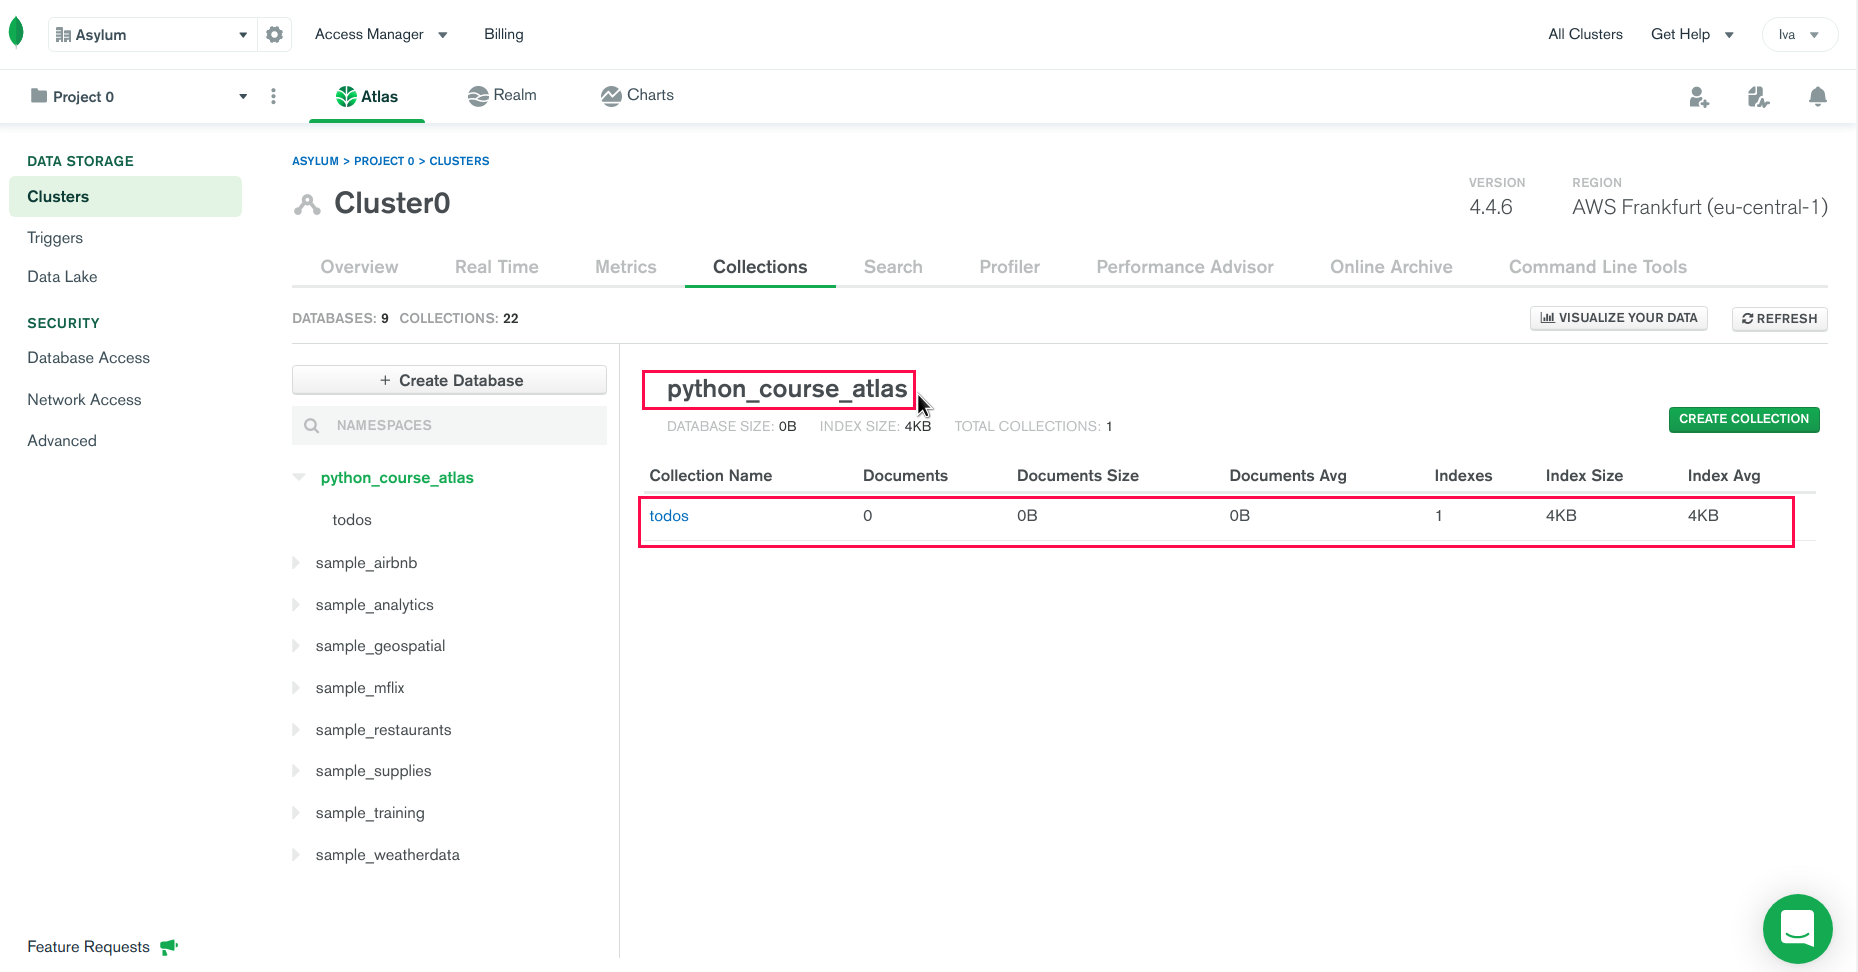 Asylum Access Manager Billing All Clusters Get Help Iva
Project 0 Atlas Realm Charts
DATA STORAGE
Clusters
Triggers
Data Lake
SECURITY
Database Access
Network Access
Advanced
Feature Requests
ASYLUM > PROJECT 0 > CLUSTERS
Cluster0
VERSION
4.4.6
REGION
AWS Frankfurt (eu-central-1)
Overview Real Time Metrics Collections Search Profiler Performance Advisor Online Archive Command Line Tools
DATABASES: 9 COLLECTIONS: 22
VISUALIZE YOUR DATA
REFRESH
+ Create Database
NAMESPACES
python_course_atlas
todos
sample_airbnb
sample_analytics
sample_geospatial
sample_mflix
sample_restaurants
sample_supplies
sample_training
sample_weatherdata
python_course_atlas
DATABASE SIZE: 0B INDEX SIZE: 4KB TOTAL COLLECTIONS: 1
CREATE COLLECTION
Collection Name Documents Documents Size Documents Avg Indexes Index Size Index Avg
todos 0 0B 0B 1 4KB 4KB